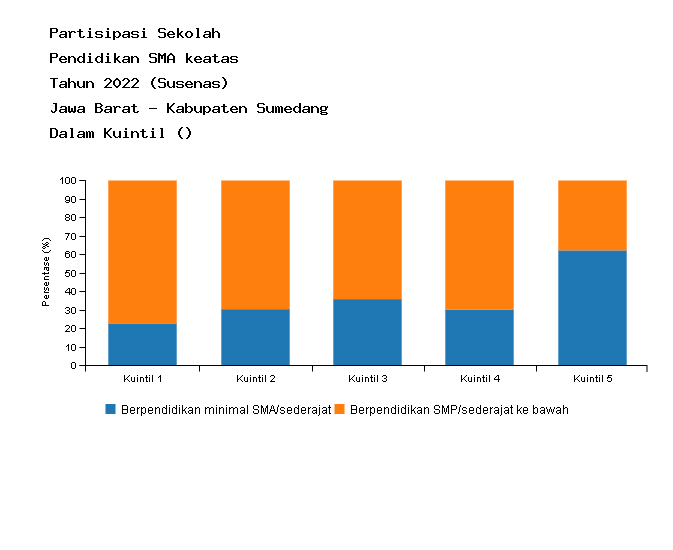 Partisipasi Sekolah
Pendidikan SMA keatas
Tahun 2022 (Susenas)
Jawa Barat - Kabupaten Sumedang
Dalam Kuintil ()
100
90
80
70
60
50
40
30
20
10
0
Persentase (%)
Kuintil 1 Kuintil 2 Kuintil 3 Kuintil 4 Kuintil 5
Berpendidikan minimal SMA/sederajat Berpendidikan SMP/sederajat ke bawah